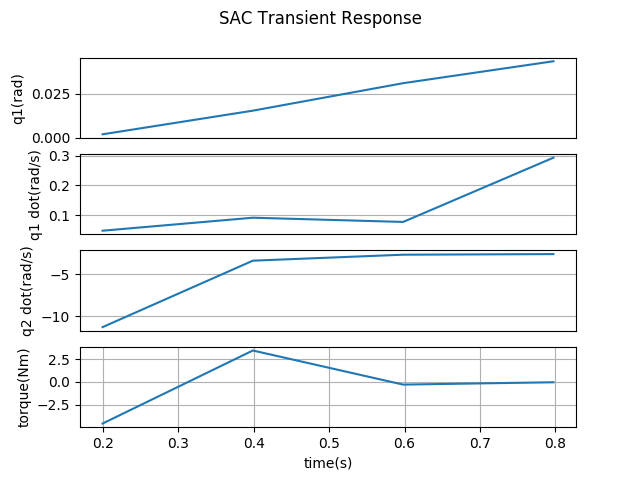 SAC Transient Response
q1(rad)
0.025
0.000
q1 dot(rad/s)
0.3
0.2
0.1
q2 dot(rad/s)
−5
−10
torque(Nm)
2.5
0.0
−2.5
0.2 0.3 0.4 0.5 0.6 0.7 0.8
time(s)